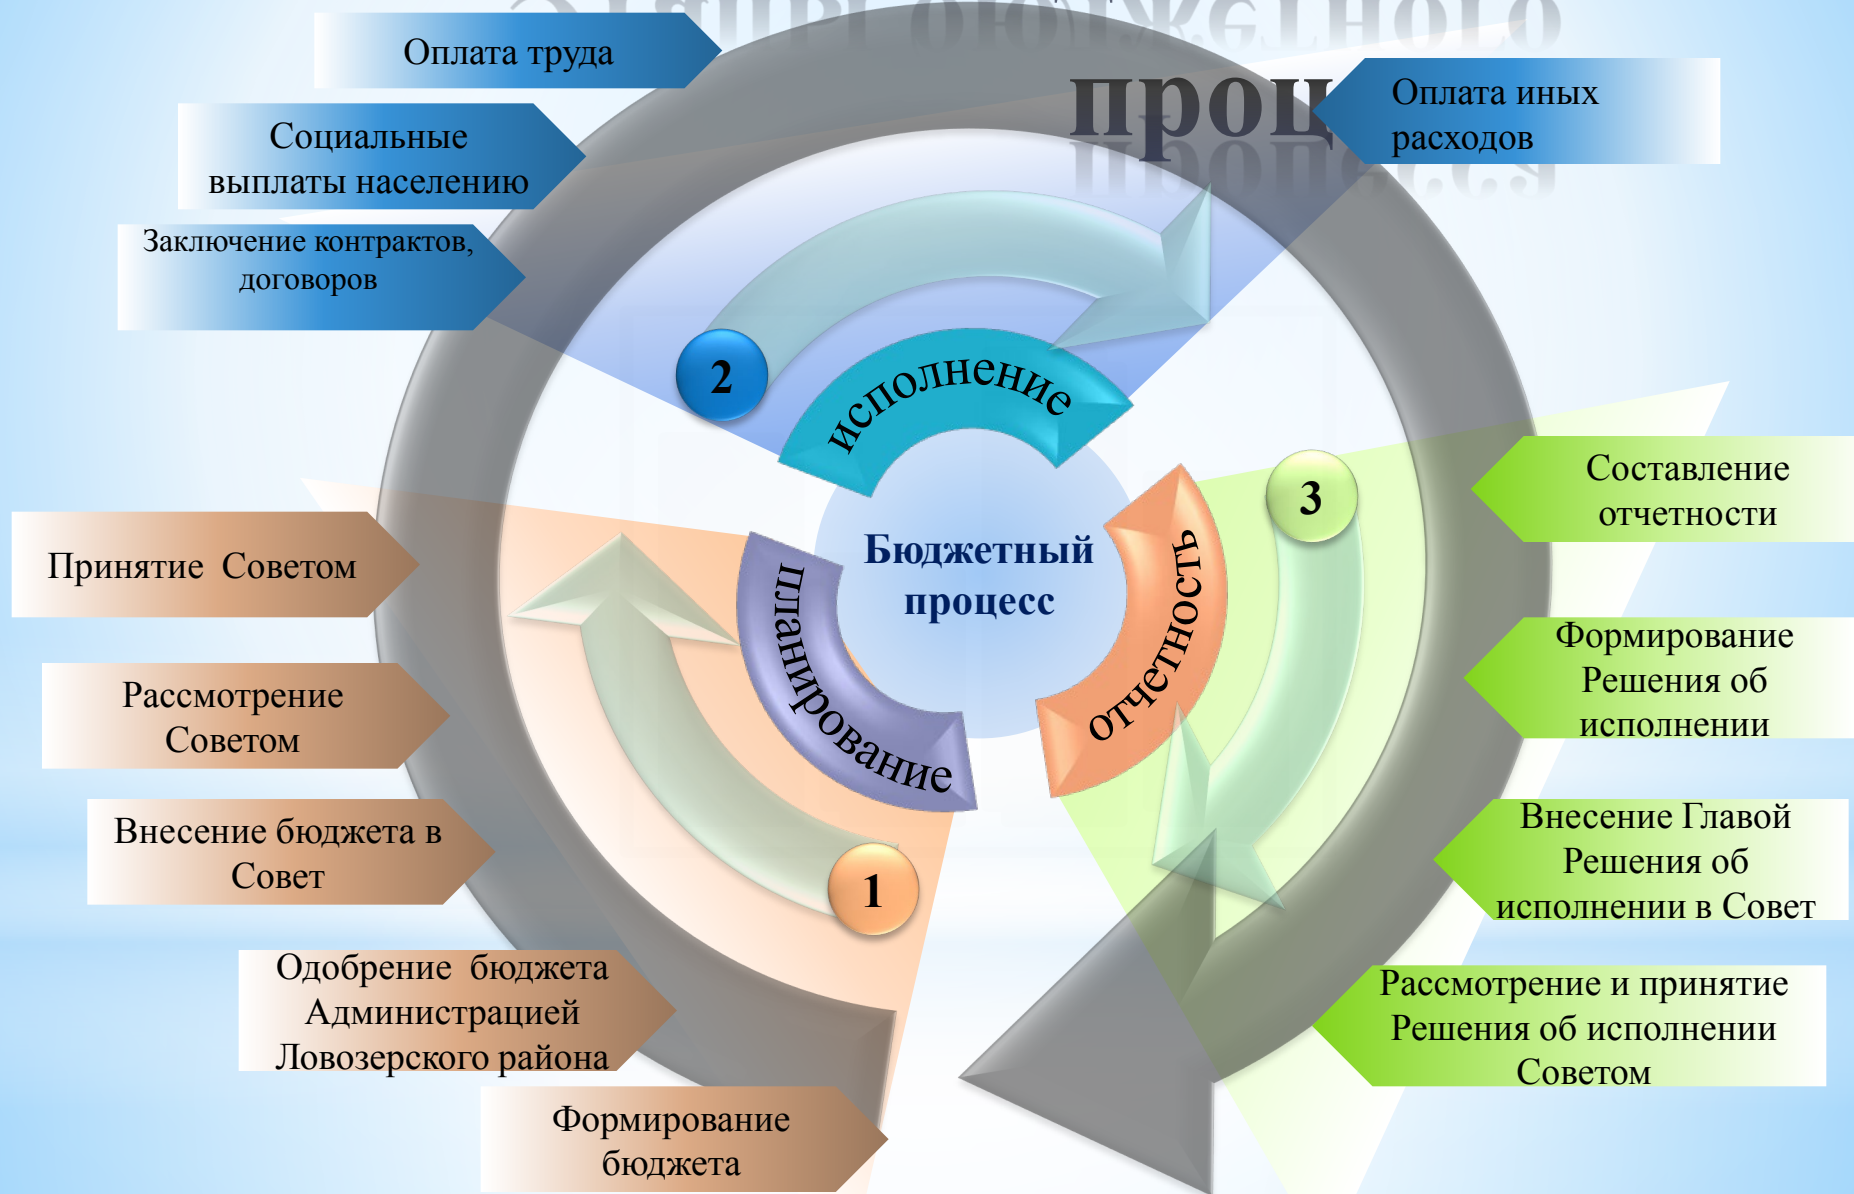 Этапы бюджетного
проц
Оплата труда
Социальные
выплаты населению
Заключение контрактов,
договоров
Оплата иных
расходов
2
исполнение
Бюджетный
процесс
планирование
отчетность
3
1
Принятие Советом
Рассмотрение
Советом
Внесение бюджета в
Совет
Одобрение бюджета
Администрацией
Ловозерского района
Формирование
бюджета
Составление
отчетности
Формирование
Решения об
исполнении
Внесение Главой
Решения об
исполнении в Совет
Рассмотрение и принятие
Решения об исполнении
Советом